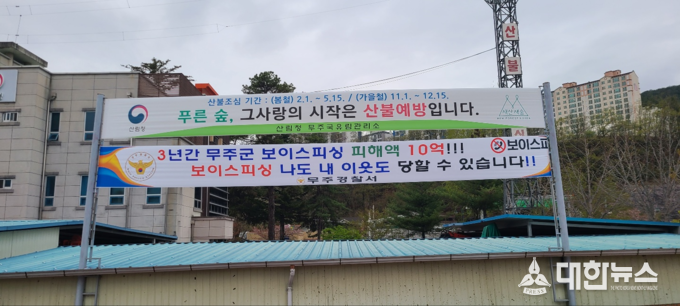 산
불
산불조심 기간 : (봄철) 2.1. ~ 5.15. / (가을철) 11.1. ~ 12.15.
푸른 숲, 그사랑의 시작은 산불예방입니다.
산림청
산림청 무주국유림관리소
3년간 무주군 보이스피싱 피해액 10억!!!
보이스피싱
보이스피싱 나도 내 이웃도 당할 수 있습니다!!
무주경찰서
PRESS
대한뉴스